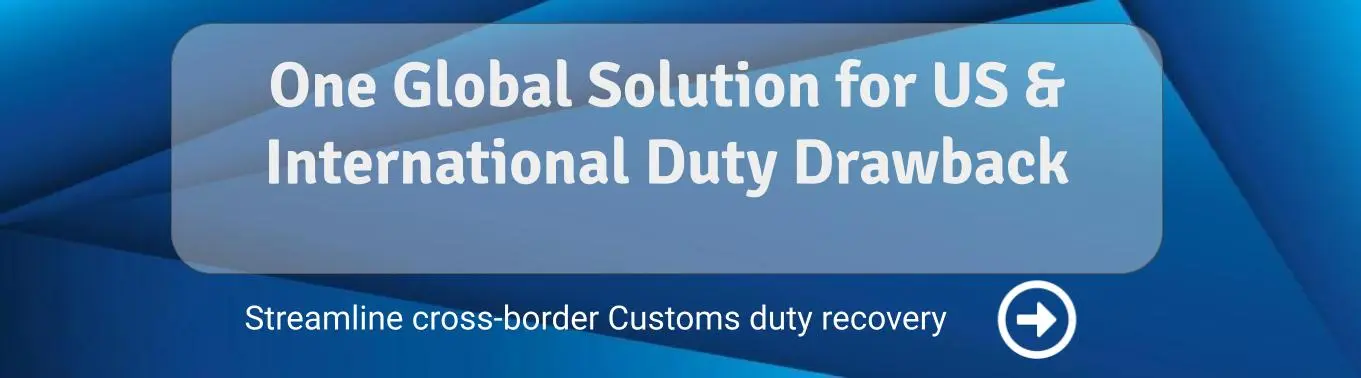 One Global Solution for US &
International Duty Drawback
Streamline cross-border Customs duty recovery